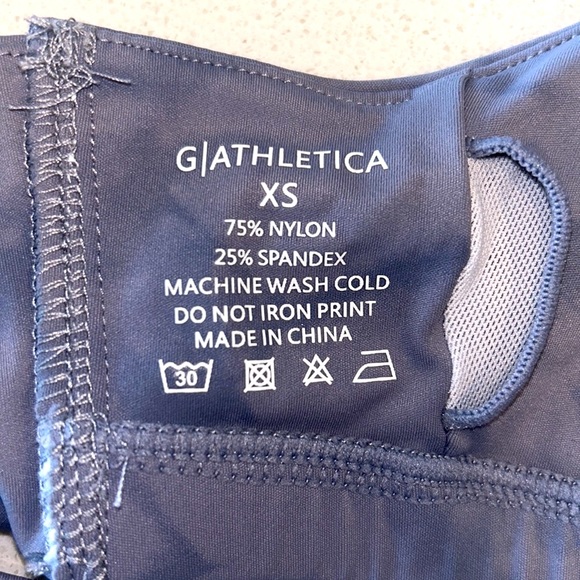 G|ATHLETICA
XS
75% NYLON
25% SPANDEX
MACHINE WASH COLD
DO NOT IRON PRINT
MADE IN CHINA
30